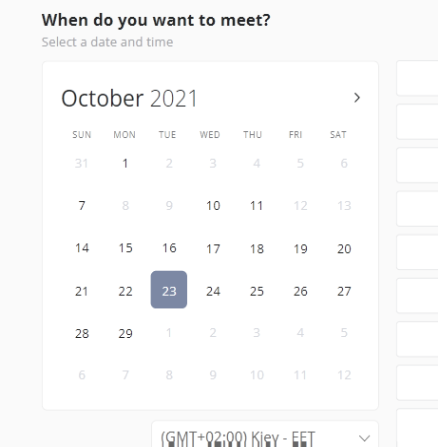 When do you want to meet?
Select a date and time
October 2021
SUN MON TUE WED THU FRI SAT
31 1 2 3 4 5 6
7 8 9 10 11 12 13
14 15 16 17 18 19 20
21 22 23 24 25 26 27
28 29 1 2 3 4 5
6 7 8 9 10 11 12
(GMT+02:00) Kiev - EET